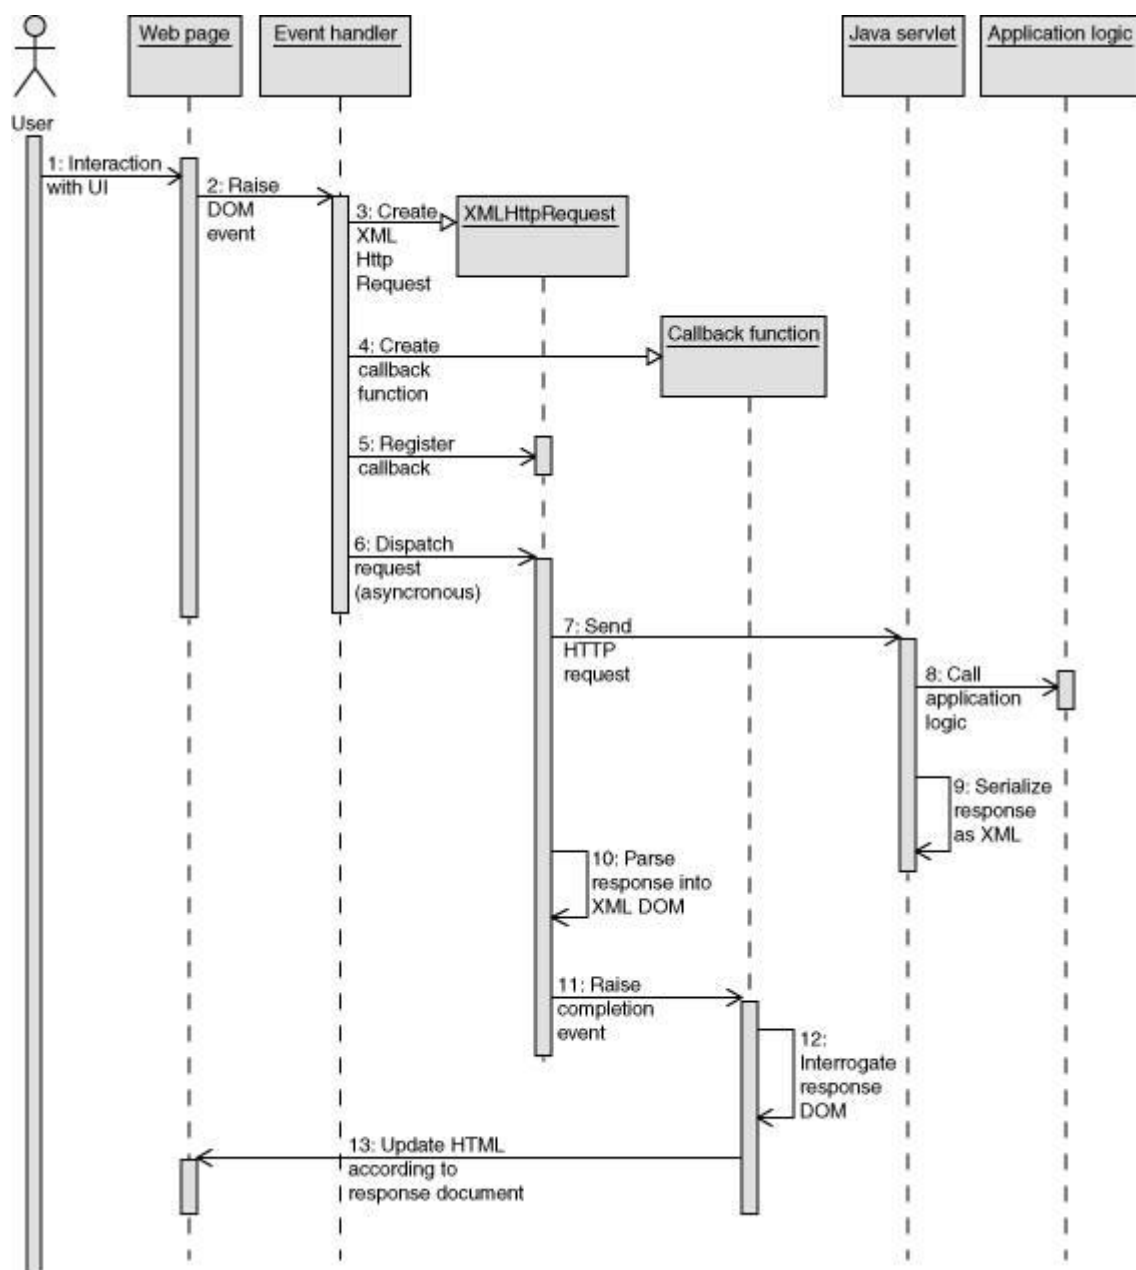 Web page
Event handler
Java servlet
Application logic
User
1: Interaction
with UI
2: Raise
DOM
event
3: Create
XML
Http
Request
XMLHttpRequest
4: Create
callback
function
Callback function
5: Register
callback
6: Dispatch
request
(asyncronous)
7: Send
HTTP
request
8: Call
application
logic
9: Serialize
response
as XML
10: Parse
response into
XML DOM
11: Raise
completion
event
12:
Interrogate
response
DOM
13: Update HTML
according to
response document